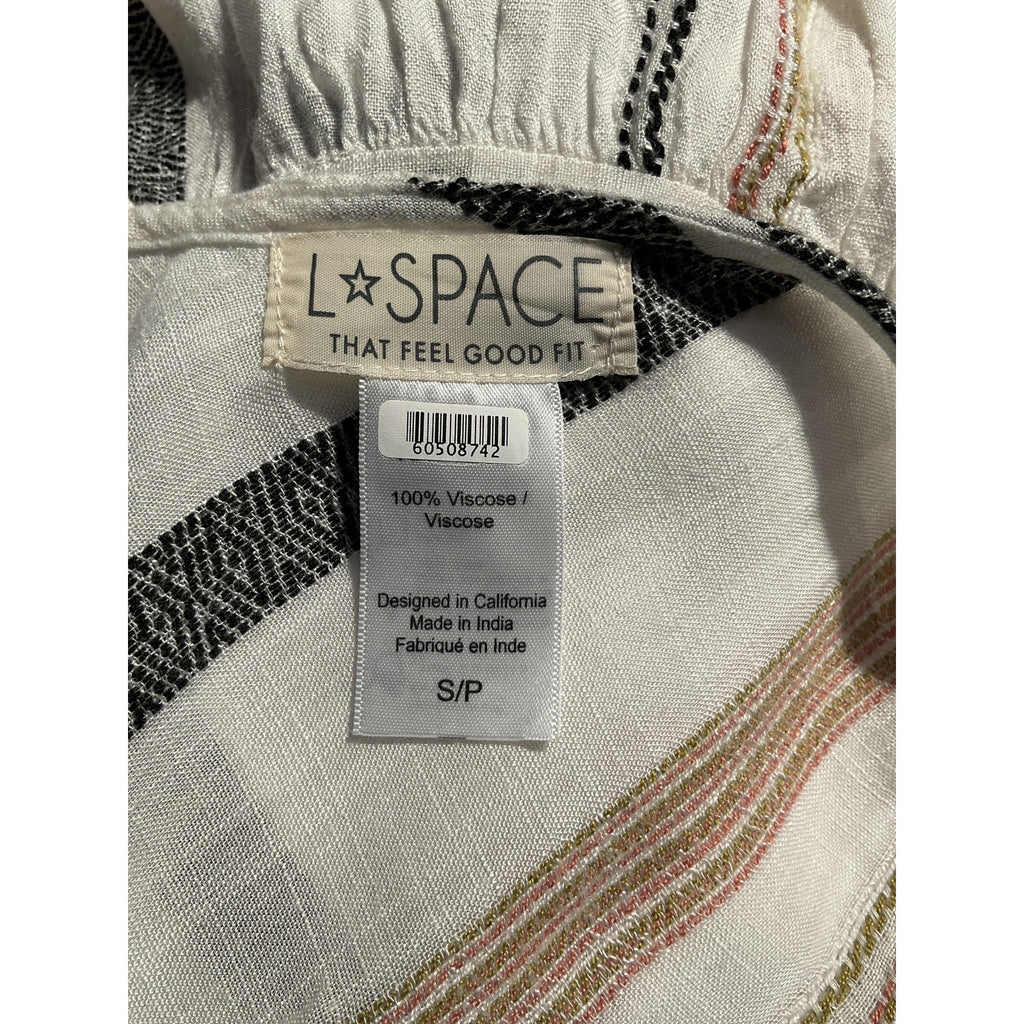 L☆SPACE
THAT FEEL GOOD FIT
60508742
100% Viscose /
Viscose
Designed in California
Made in India
Fabriqué en Inde
S/P